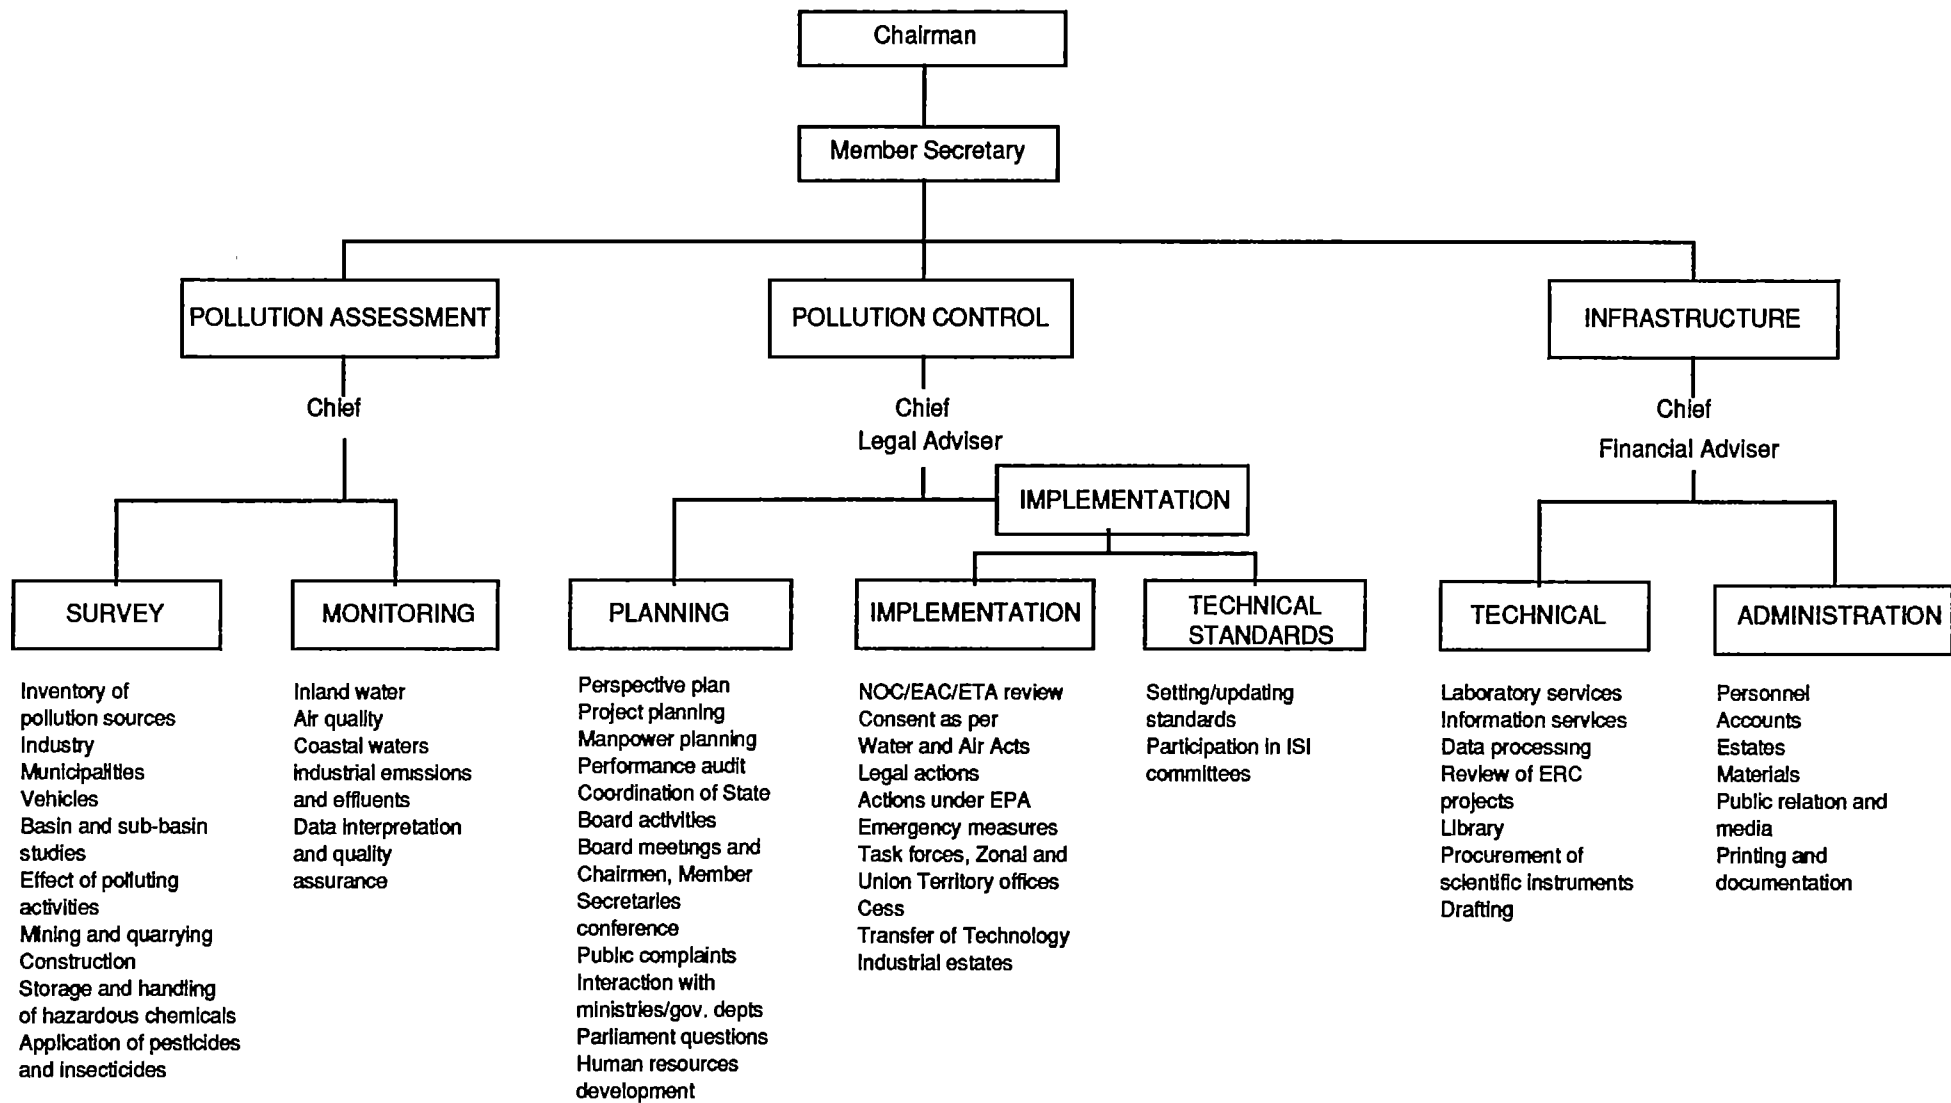 Chairman
Member Secretary
POLLUTION ASSESSMENT
POLLUTION CONTROL
INFRASTRUCTURE
Chief
Chief
Legal Adviser
Chief
Financial Adviser
IMPLEMENTATION
SURVEY
MONITORING
PLANNING
IMPLEMENTATION
TECHNICAL
STANDARDS
TECHNICAL
ADMINISTRATION
Inventory of
pollution sources
Industry
Municipalities
Vehicles
Basin and sub-basin
studies
Effect of polluting
activities
Mining and quarrying
Construction
Storage and handling
of hazardous chemicals
Application of pesticides
and insecticides
Inland water
Air quality
Coastal waters
industrial emissions
and effluents
Data interpretation
and quality
assurance
Perspective plan
Project planning
Manpower planning
Performance audit
Coordination of State
Board activities
Board meetings and
Chairmen, Member
Secretaries
conference
Public complaints
Interaction with
ministries/gov. depts
Parliament questions
Human resources
development
NOC/EAC/ETA review
Consent as per
Water and Air Acts
Legal actions
Actions under EPA
Emergency measures
Task forces, Zonal and
Union Territory offices
Cess
Transfer of Technology
Industrial estates
Setting/updating
standards
Participation in ISI
committees
Laboratory services
Information services
Data processing
Review of ERC
projects
Library
Procurement of
scientific instruments
Drafting
Personnel
Accounts
Estates
Materials
Public relation and
media
Printing and
documentation